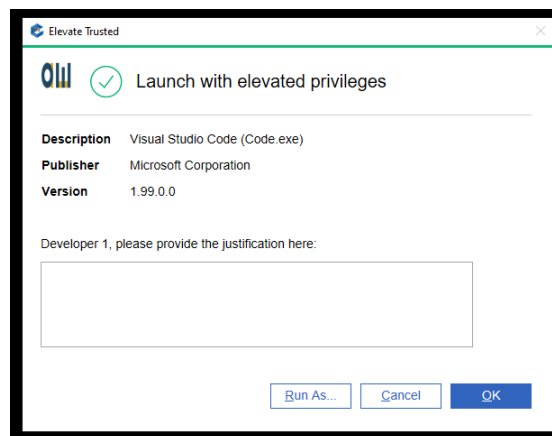 Elevate Trusted
aw
Launch with elevated privileges
Description Visual Studio Code (Code.exe)
Publisher Microsoft Corporation
Version 1.99.0.0
Developer 1, please provide the justification here:
Run As... Cancel OK